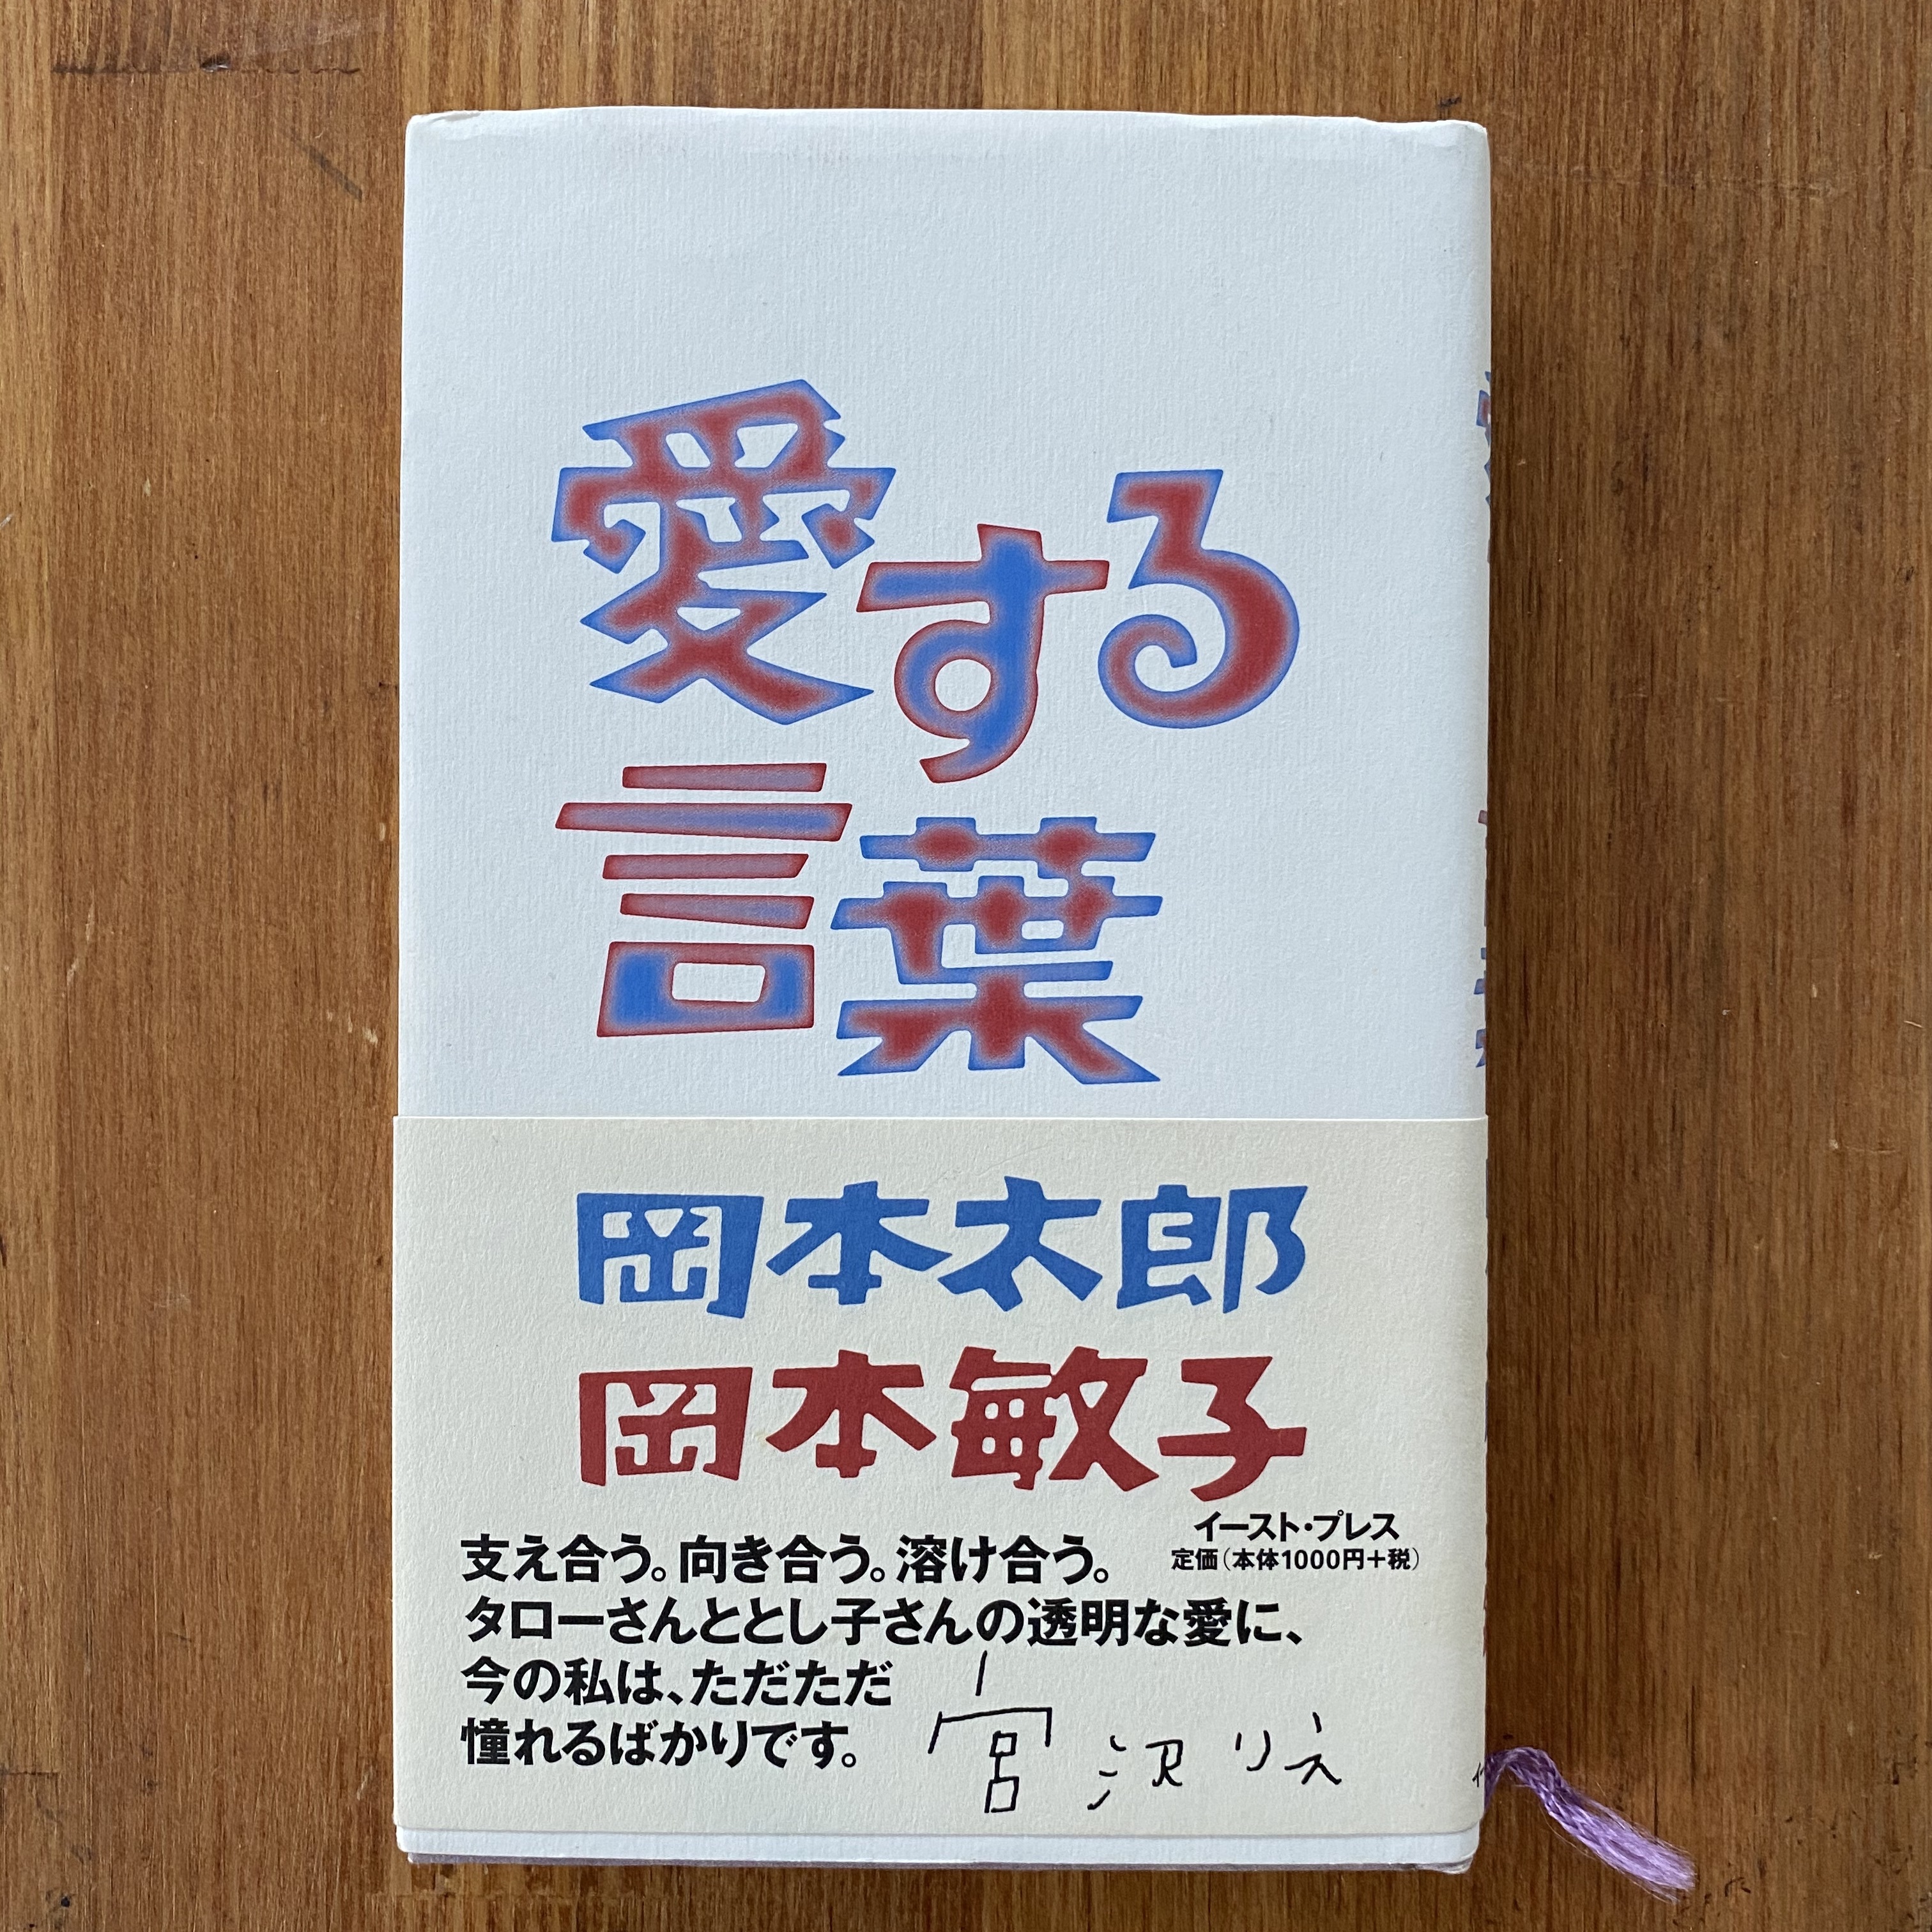 愛する
言葉
岡本太郎
岡本敏子
イースト・プレス
定価（本体1000円＋税）
支え合う。向き合う。溶け合う。
タローさんととし子さんの透明な愛に、
今の私は、ただただ
憧れるばかりです。
宮沢りえ